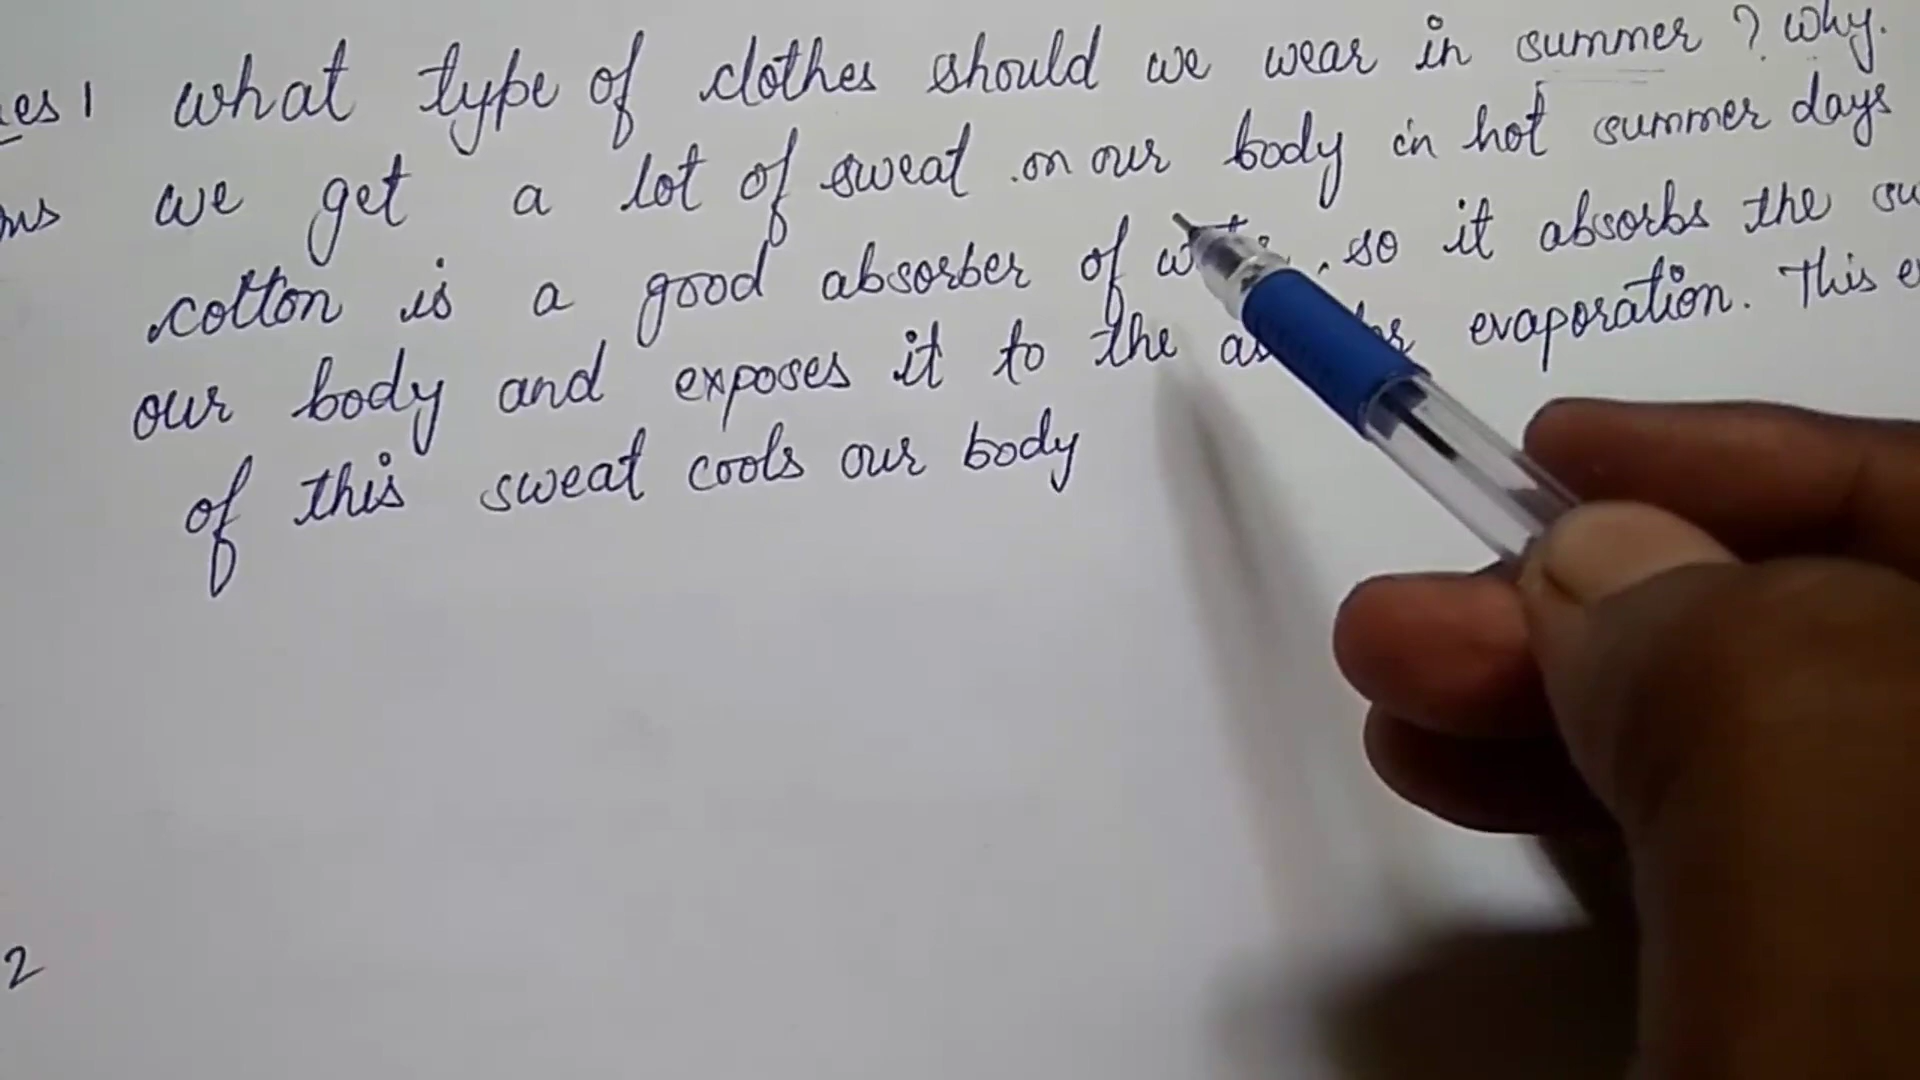 es 1 what type of clothes should we wear in summer ? why.
ns we get a lot of sweat on our body in hot summer days
cotton is a good absorber of so it absorbs the
our body and exposes it to the evaporation. This
of this sweat cools our body
2